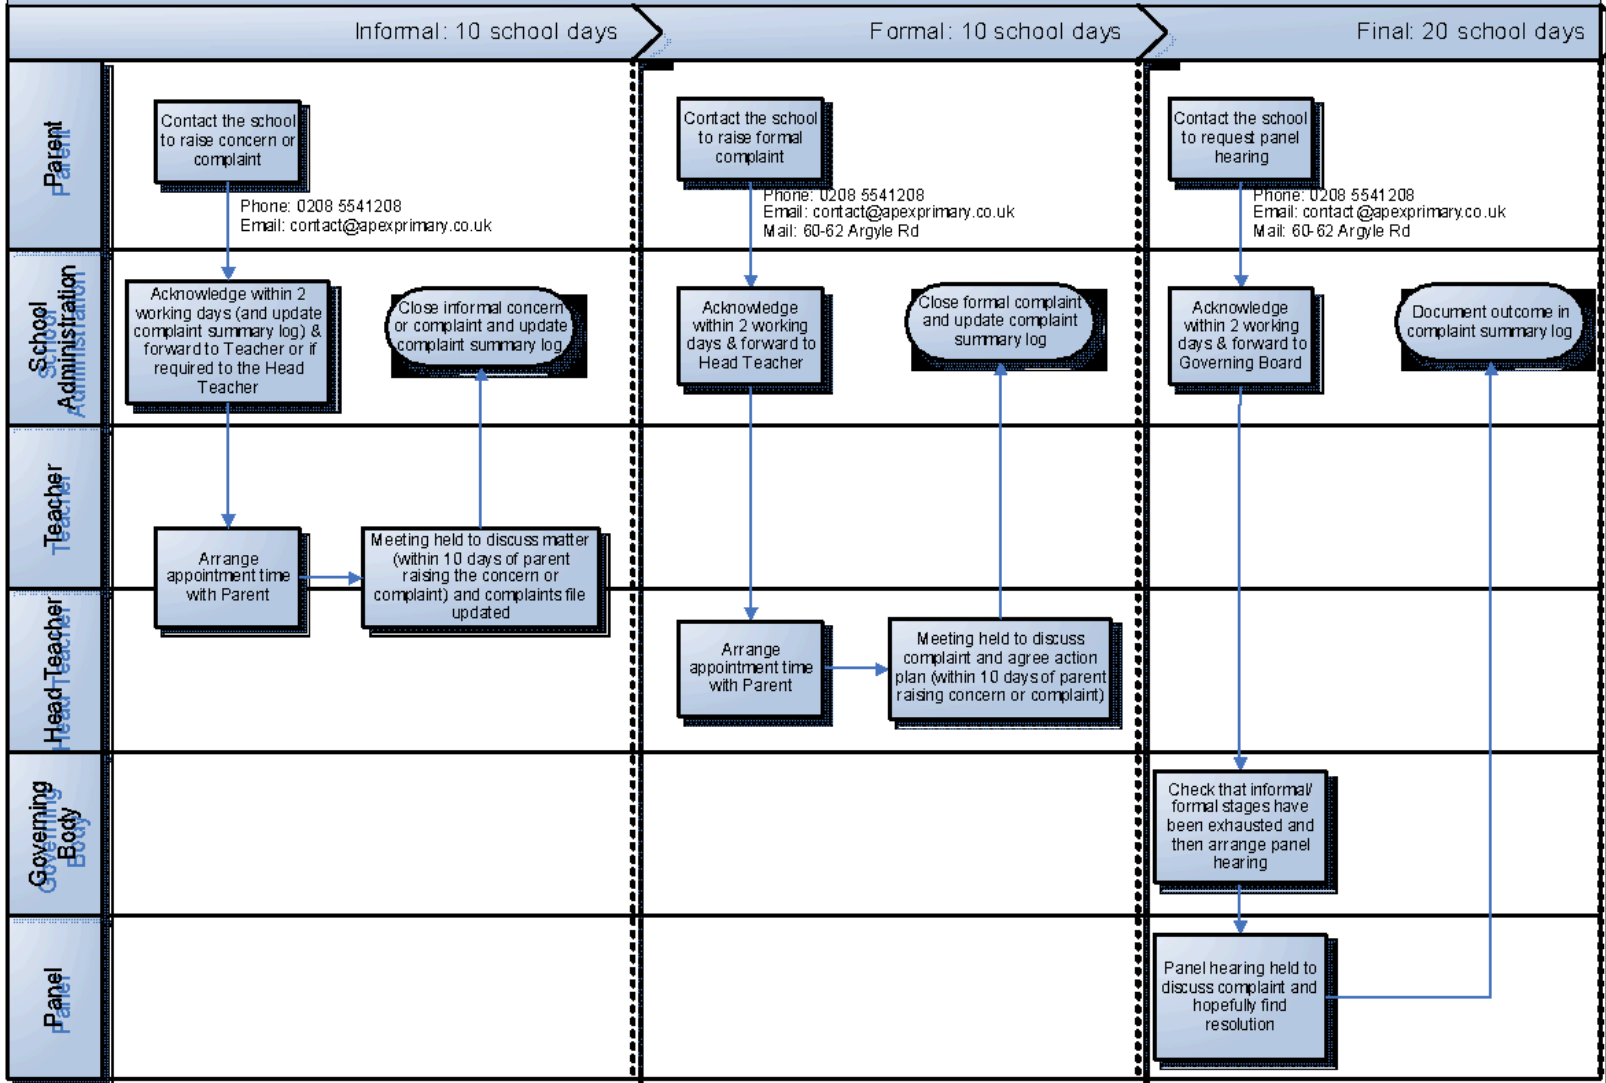 Informal: 10 school days
Formal: 10 school days
Final: 20 school days
Parent
Contact the school
to raise concern or
complaint
Phone: 0208 5541208
Email: contact@apexprimary.co.uk
Contact the school
to raise formal
complaint
Phone: 0208 5541208
Email: contact@apexprimary.co.uk
Mail: 60-62 Argyle Rd
Contact the school
to request panel
hearing
Phone: 0208 5541208
Email: contact@apexprimary.co.uk
Mail: 60-62 Argyle Rd
School
Administration
Acknowledge within 2
working days (and update
complaint summary log) &
forward to Teacher or if
required to the Head
Teacher
Close informal concern
or complaint and update
complaint summary log
Acknowledge
within 2 working
days & forward to
Head Teacher
Close formal complaint
and update complaint
summary log
Acknowledge
within 2 working
days & forward to
Governing Board
Document outcome in
complaint summary log
Teacher
Arrange
appointment time
with Parent
Meeting held to discuss matter
(within 10 days of parent
raising the concern or
complaint) and complaints file
updated
Head Teacher
Arrange
appointment time
with Parent
Meeting held to discuss
complaint and agree action
plan (within 10 days of parent
raising concern or complaint)
Governing
Body
Check that informal/
formal stages have
been exhausted and
then arrange panel
hearing
Panel
Panel hearing held to
discuss complaint and
hopefully find
resolution